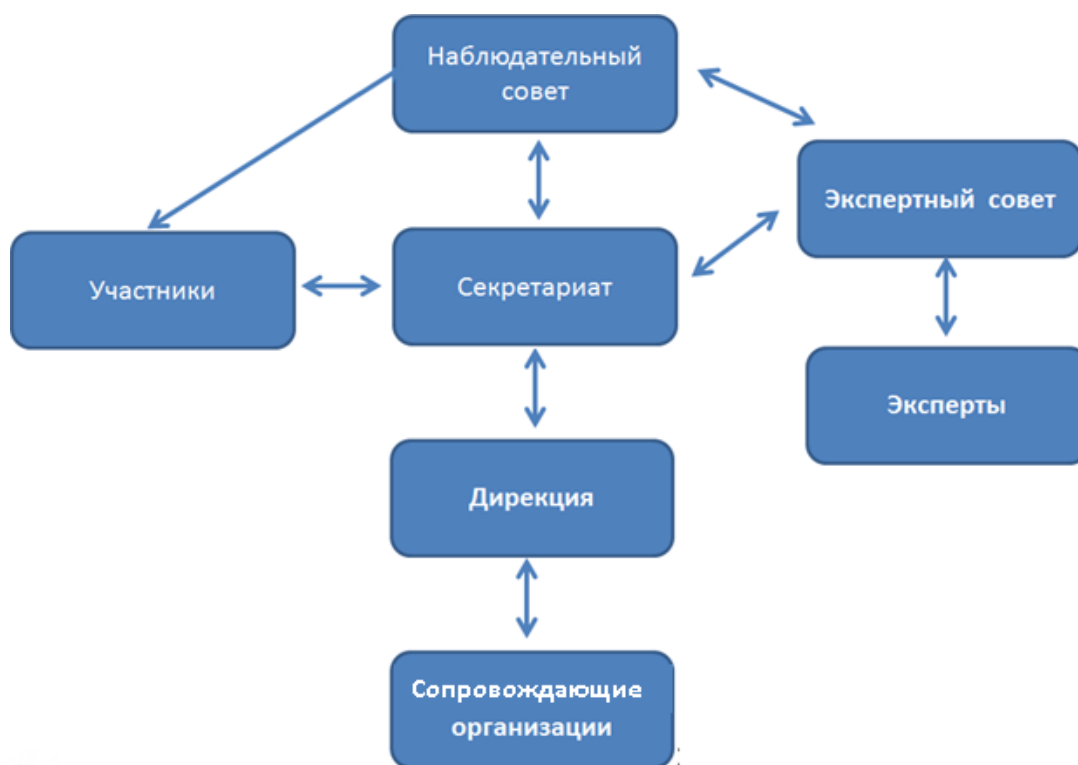 Наблюдательный
совет
Экспертный совет
Участники
Секретариат
Эксперты
Дирекция
Сопровождающие
организации